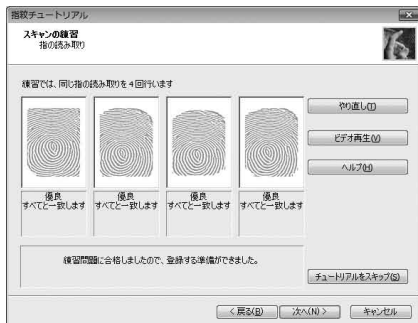 指紋チュートリアル
スキャンの練習
指の読み取り
練習では、同じ指の読み取りを4回行います
やり直し(T)
ビデオ再生(V)
ヘルプ(H)
優良
すべてと一致します
優良
すべてと一致します
優良
すべてと一致します
優良
すべてと一致します
練習問題に合格しましたので、登録する準備ができました。
チュートリアルをスキップ(S)
< 戻る(B)
次へ(N) >
キャンセル